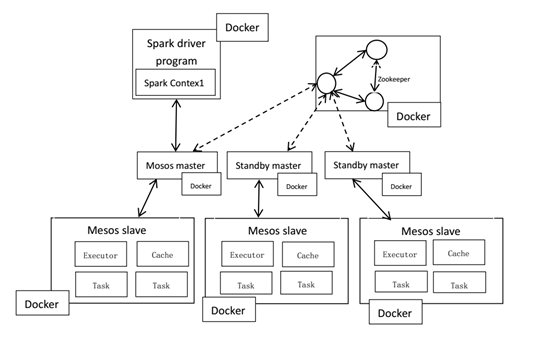 Docker
Spark driver
program
Spark Contex1
Zookeeper
Docker
Mosos master
Docker
Standby master
Docker
Standby master
Docker
Mesos slave
Executor
Cache
Task
Task
Docker
Mesos slave
Executor
Cache
Task
Task
Docker
Mesos slave
Executor
Cache
Task
Task
Docker